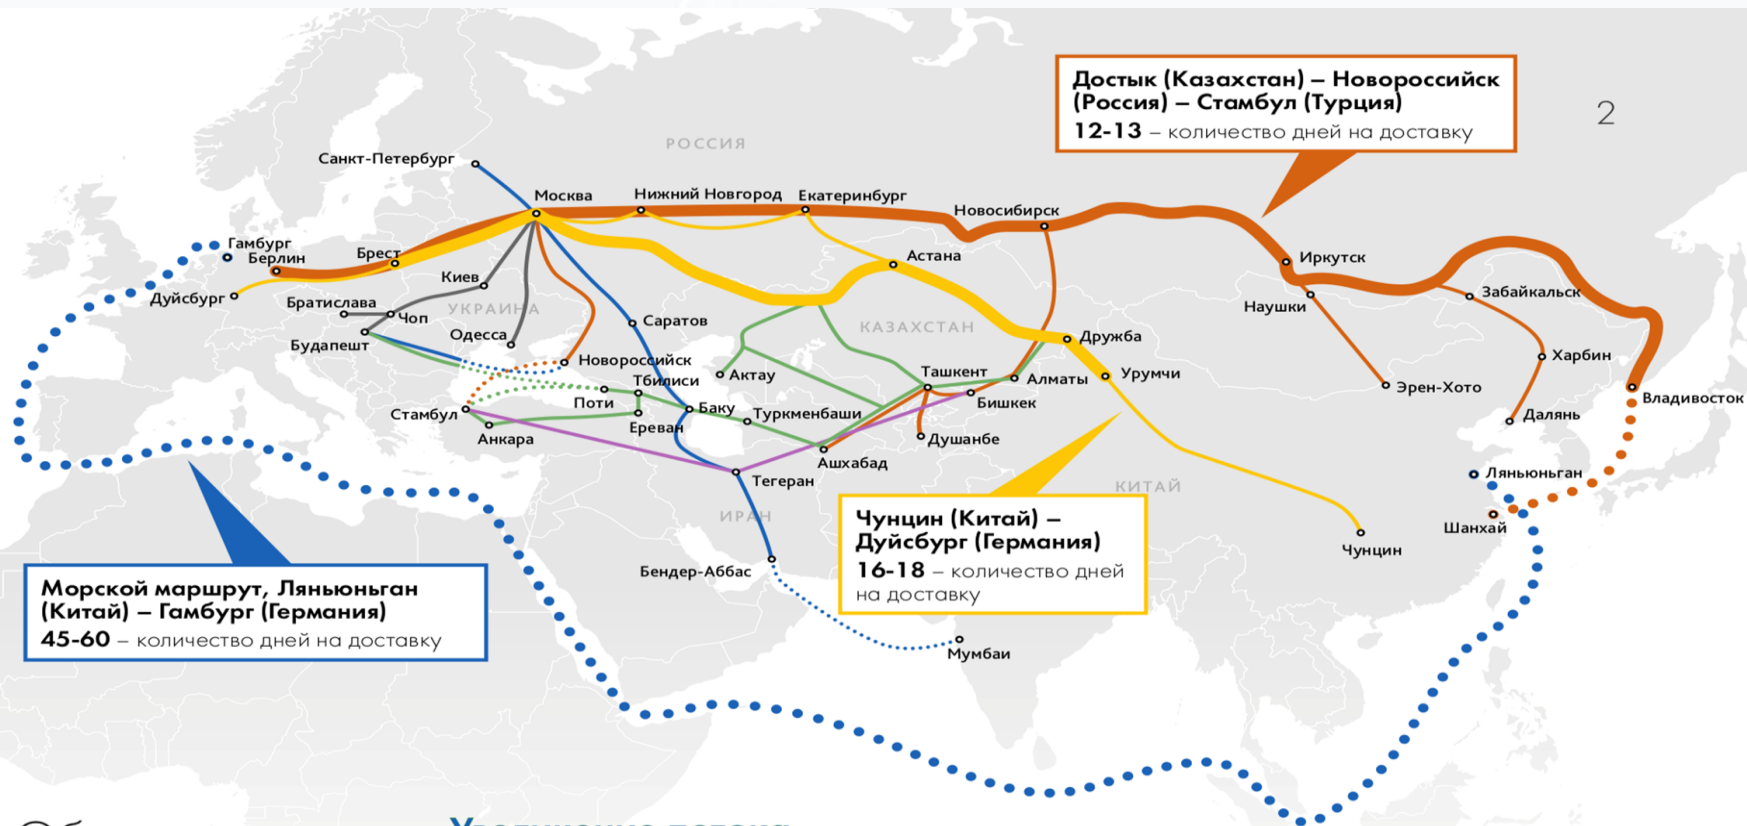 2
Достык (Казахстан) – Новороссийск
(Россия) – Стамбул (Турция)
12-13 – количество дней на доставку
РОССИЯ
Санкт-Петербург
Москва
Нижний Новгород
Екатеринбург
Новосибирск
Гамбург
Берлин
Брест
Астана
Иркутск
Киев
Дуйсбург
Братислава
УКРАИНА
Чоп
Забайкальск
Наушки
Саратов
КАЗАХСТАН
Одесса
Будапешт
Дружба
Новороссийск
Харбин
Актау
Тбилиси
Ташкент
Алматы
Урумчи
Эрен-Хото
Поти
Бишкек
Владивосток
Стамбул
Баку
Туркменбаши
Далянь
Ереван
Анкара
Душанбе
Ашхабад
Тегеран
Ляньюньган
КИТАЙ
ИРАН
Шанхай
Чунцин
Чунцин (Китай) –
Дуйсбург (Германия)
16-18 – количество дней
на доставку
Бендер-Аббас
Мумбаи
Морской маршрут, Ляньюньган
(Китай) – Гамбург (Германия)
45-60 – количество дней на доставку